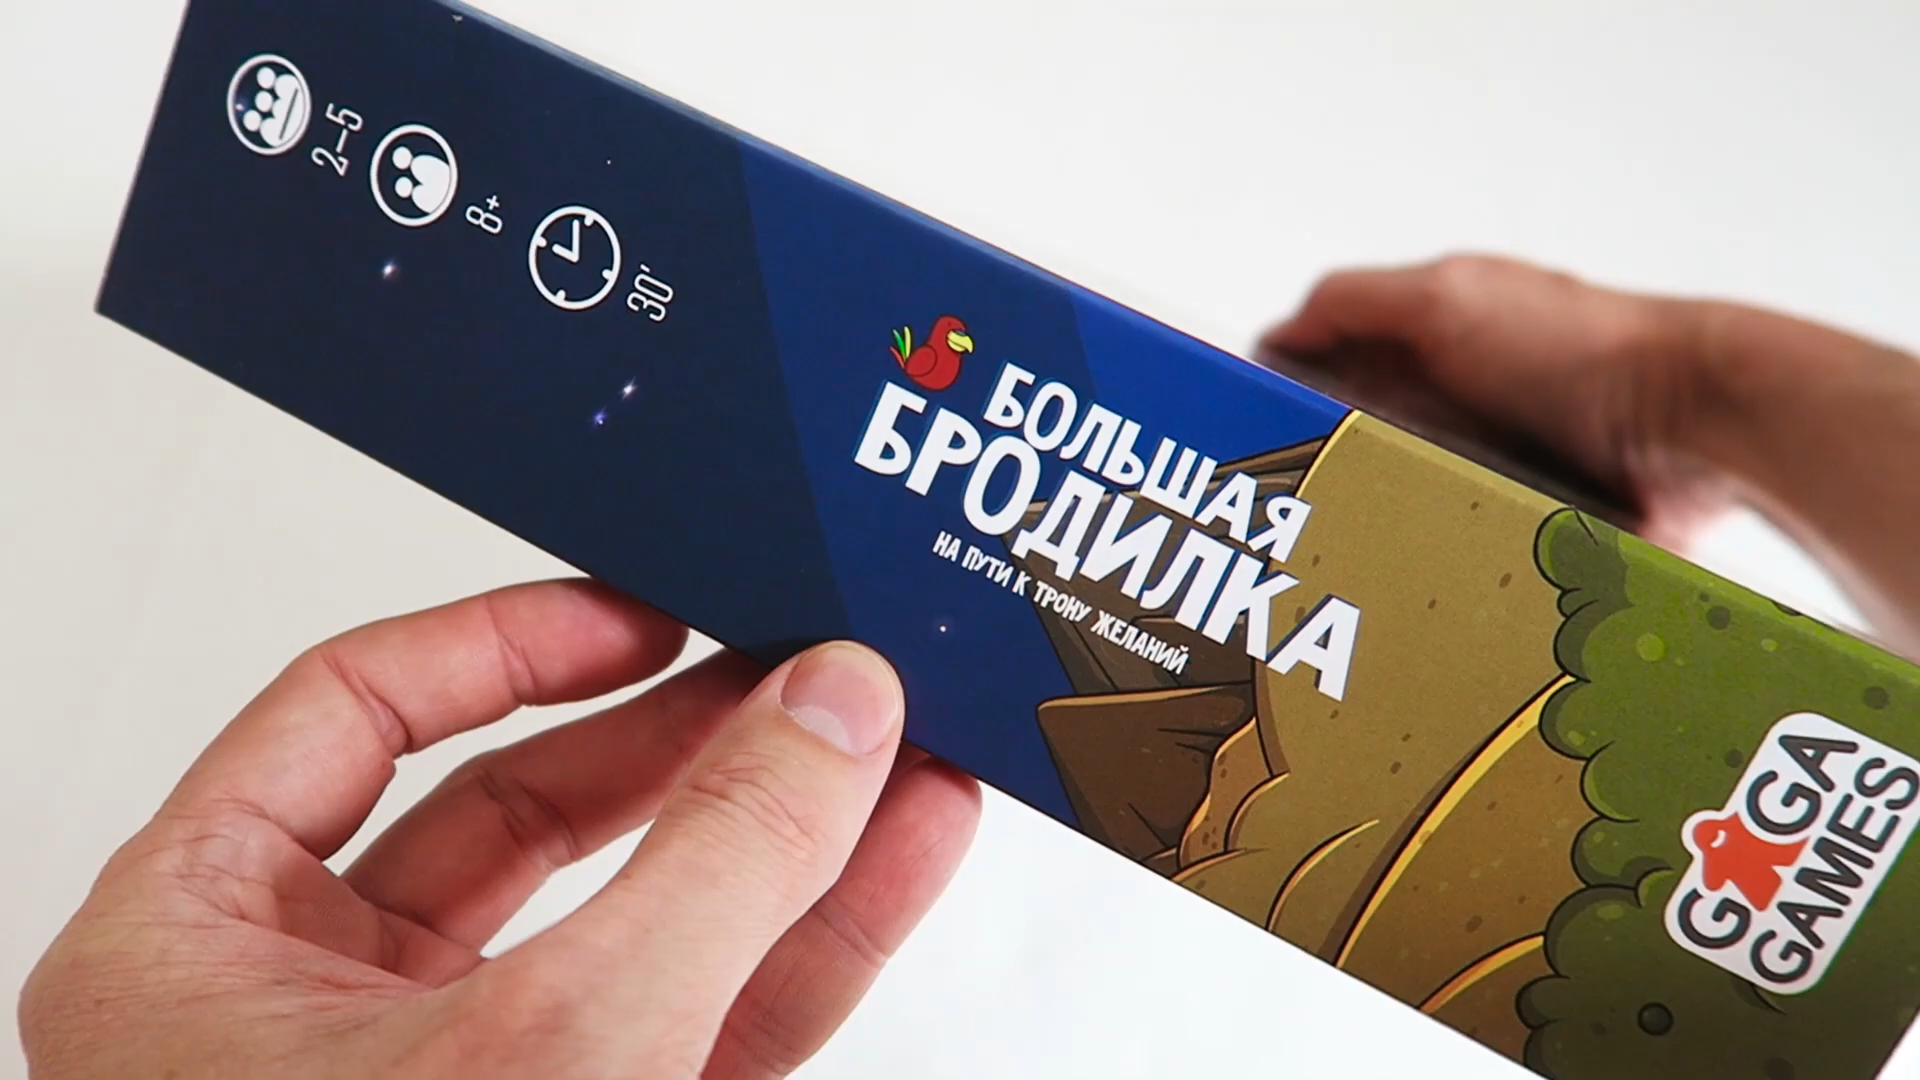 2–5
8+
30'
БОЛЬШАЯ
БРОДИЛКА
НА ПУТИ К ТРОНУ ЖЕЛАНИЙ
GAGA
GAMES